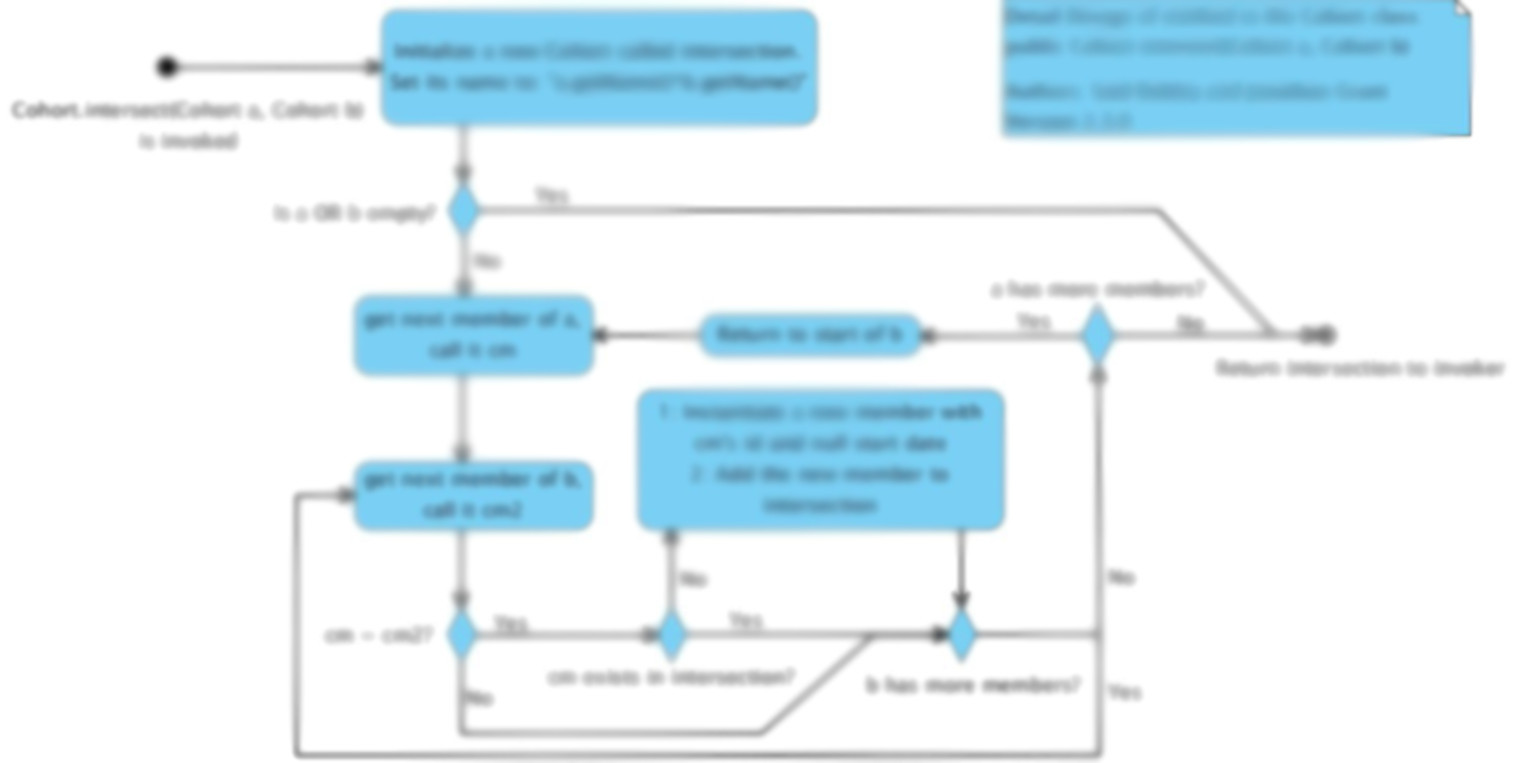 Initialize a new Cohort called intersection.
Set its name to: "a.getName()^b.getName()"
Cohort.intersect(Cohort a, Cohort b)
is invoked
Detail of method in the Cohort class
public Cohort intersect(Cohort a, Cohort b)
Authors: and Jonathan Grant
Version
Is a OR b empty?
Yes
No
get next member of a,
call it cm
Return to start of b
Yes
a has more members?
No
Return intersection to invoker
1: Instantiate a new member with
cm's id and null start date
2: Add the new member to
intersection
get next member of b,
call it cm2
No
No
cm = cm2?
Yes
Yes
cm exists in intersection?
b has more members?
No
Yes